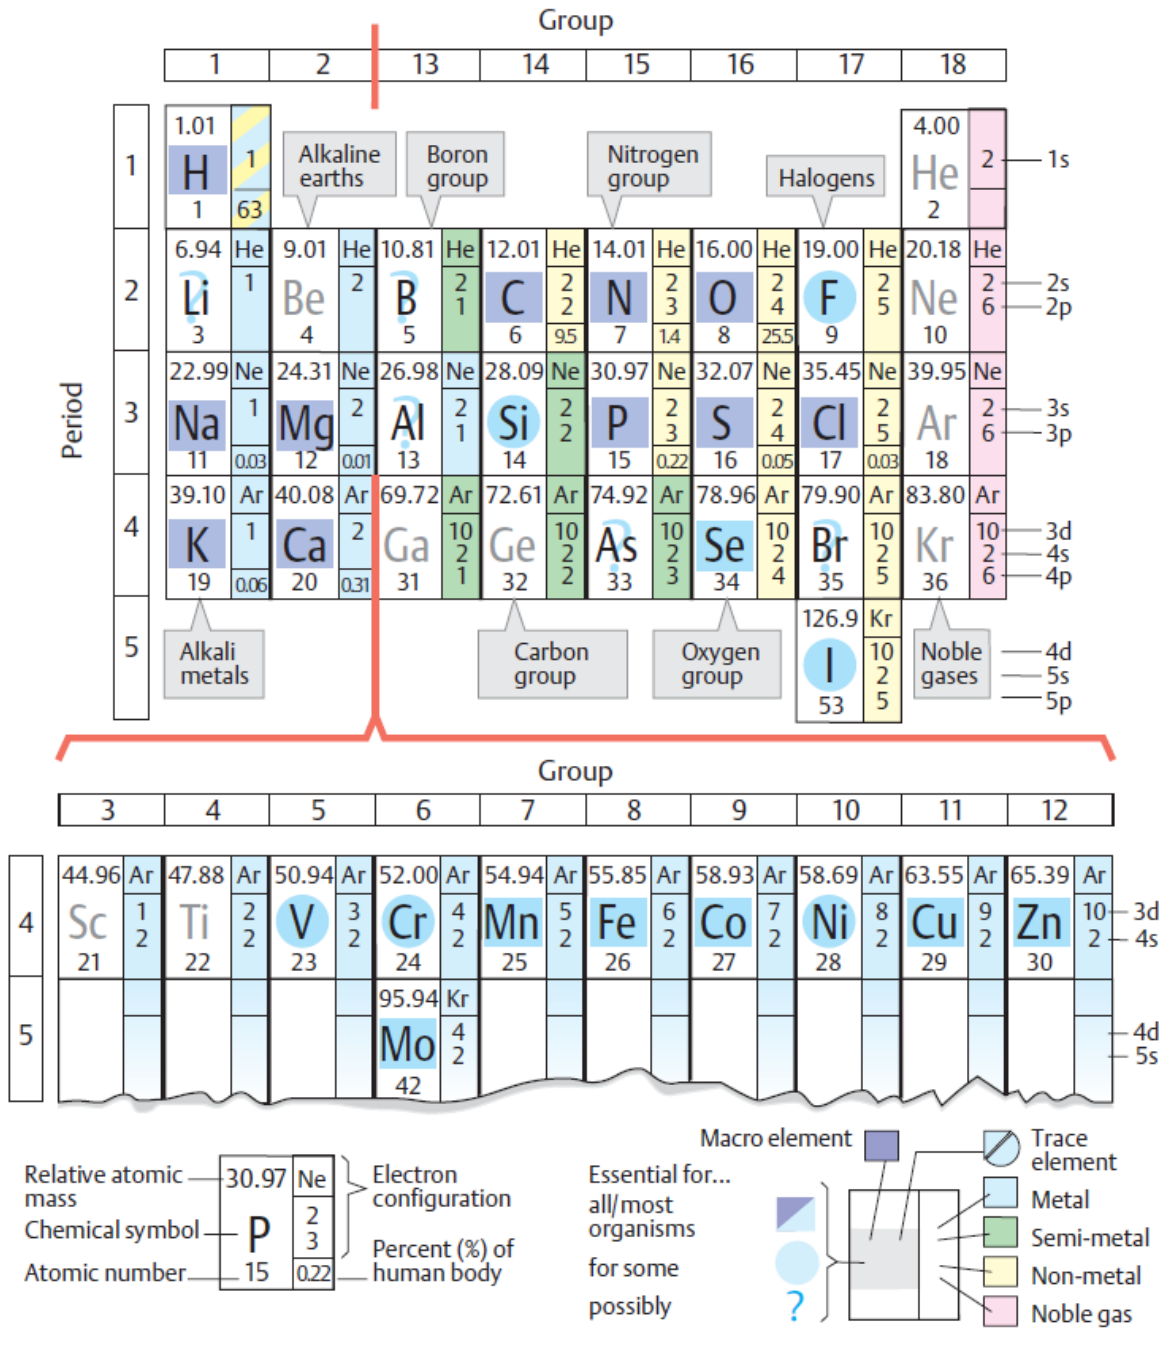 Group
1 2 13 14 15 16 17 18
Period
1
1.01 4.00
H 1 He 2 1s
1 63 2
Alkaline earths
Boron group
Nitrogen group
Halogens
2
6.94 He 9.01 He 10.81 He 12.01 He 14.01 He 16.00 He 19.00 He 20.18 He
? Li 1 Be 2 ? B 2 1 C 2 2 N 2 3 O 2 4 F 2 5 Ne 2 6 2s 2p
3 4 5 6 9.5 7 1.4 8 25.5 9 10
3
22.99 Ne 24.31 Ne 26.98 Ne 28.09 Ne 30.97 Ne 32.07 Ne 35.45 Ne 39.95 Ne
Na 1 Mg 2 ? Al 2 1 Si 2 2 P 2 3 S 2 4 Cl 2 5 Ar 2 6 3s 3p
11 0.03 12 0.01 13 14 15 0.22 16 0.05 17 0.03 18
4
39.10 Ar 40.08 Ar 69.72 Ar 72.61 Ar 74.92 Ar 78.96 Ar 79.90 Ar 83.80 Ar
K 1 Ca 2 Ga 10 2 1 Ge 10 2 2 ? As 10 2 3 Se 10 2 4 ? Br 10 2 5 Kr 10 2 6 3d 4s 4p
19 0.06 20 0.31 31 32 33 34 35 36
5
126.9 Kr
I 10 2 5 4d 5s 5p
53
Alkali metals
Carbon group
Oxygen group
Noble gases
Group
3 4 5 6 7 8 9 10 11 12
4
44.96 Ar 47.88 Ar 50.94 Ar 52.00 Ar 54.94 Ar 55.85 Ar 58.93 Ar 58.69 Ar 63.55 Ar 65.39 Ar
Sc 1 2 Ti 2 2 V 3 2 Cr 4 2 Mn 5 2 Fe 6 2 Co 7 2 Ni 8 2 Cu 9 2 Zn 10 2 3d 4s
21 22 23 24 25 26 27 28 29 30
5
95.94 Kr
Mo 4 2 4d 5s
42
Relative atomic
mass
Chemical symbol
Atomic number
30.97 Ne
P 2 3
15 0.22
Electron
configuration
Percent (%) of
human body
Macro element
Essential for...
all/most
organisms
for some
possibly
?
Trace
element
Metal
Semi-metal
Non-metal
Noble gas